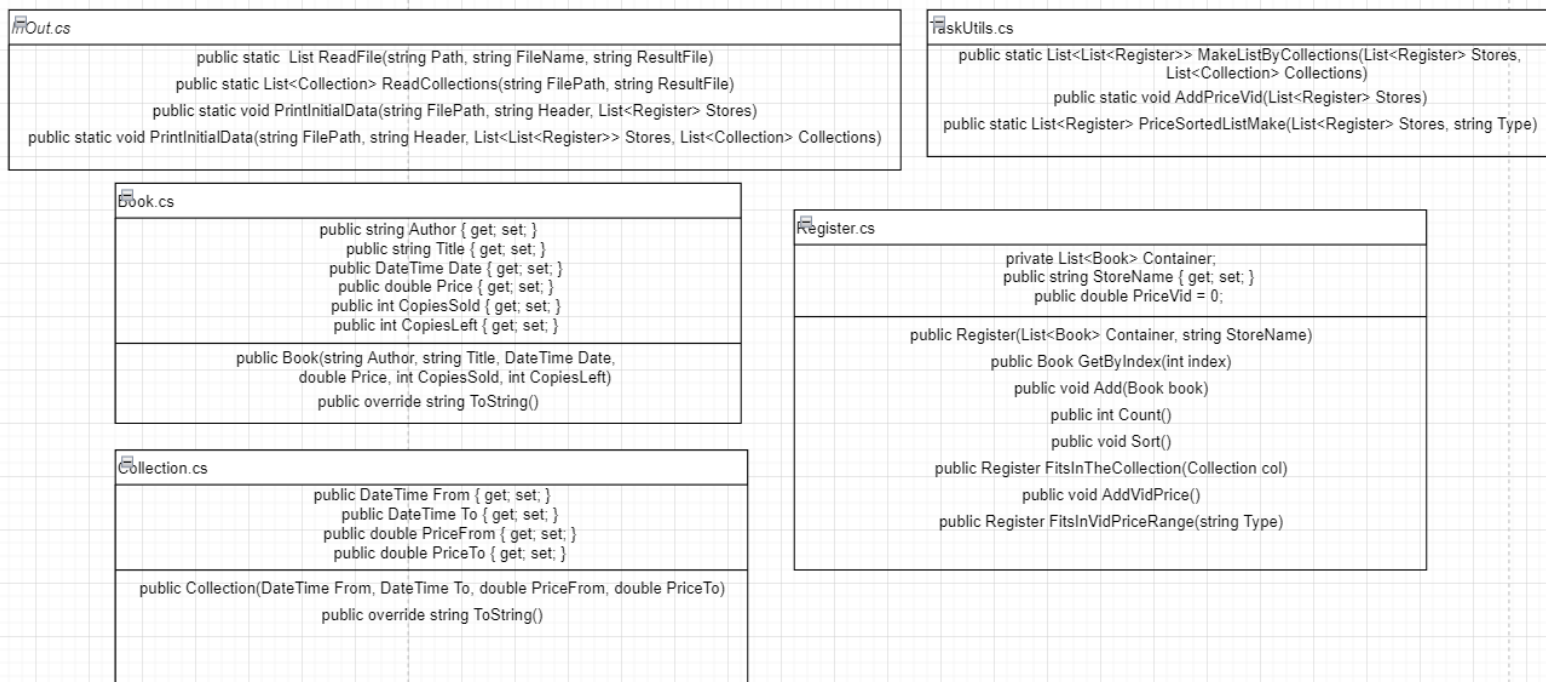 InOut.cs
public static  List ReadFile(string Path, string FileName, string ResultFile)
public static List<Collection> ReadCollections(string FilePath, string ResultFile)
public static void PrintInitialData(string FilePath, string Header, List<Register> Stores)
public static void PrintInitialData(string FilePath, string Header, List<List<Register>> Stores, List<Collection> Collections)
TaskUtils.cs
public static List<List<Register>> MakeListByCollections(List<Register> Stores,
List<Collection> Collections)
public static void AddPriceVid(List<Register> Stores)
public static List<Register> PriceSortedListMake(List<Register> Stores, string Type)
Book.cs
public string Author { get; set; }
public string Title { get; set; }
public DateTime Date { get; set; }
public double Price { get; set; }
public int CopiesSold { get; set; }
public int CopiesLeft { get; set; }
public Book(string Author, string Title, DateTime Date,
double Price, int CopiesSold, int CopiesLeft)
public override string ToString()
Register.cs
private List<Book> Container;
public string StoreName { get; set; }
public double PriceVid = 0;
public Register(List<Book> Container, string StoreName)
public Book GetByIndex(int index)
public void Add(Book book)
public int Count()
public void Sort()
public Register FitsInTheCollection(Collection col)
public void AddVidPrice()
public Register FitsInVidPriceRange(string Type)
Collection.cs
public DateTime From { get; set; }
public DateTime To { get; set; }
public double PriceFrom { get; set; }
public double PriceTo { get; set; }
public Collection(DateTime From, DateTime To, double PriceFrom, double PriceTo)
public override string ToString()